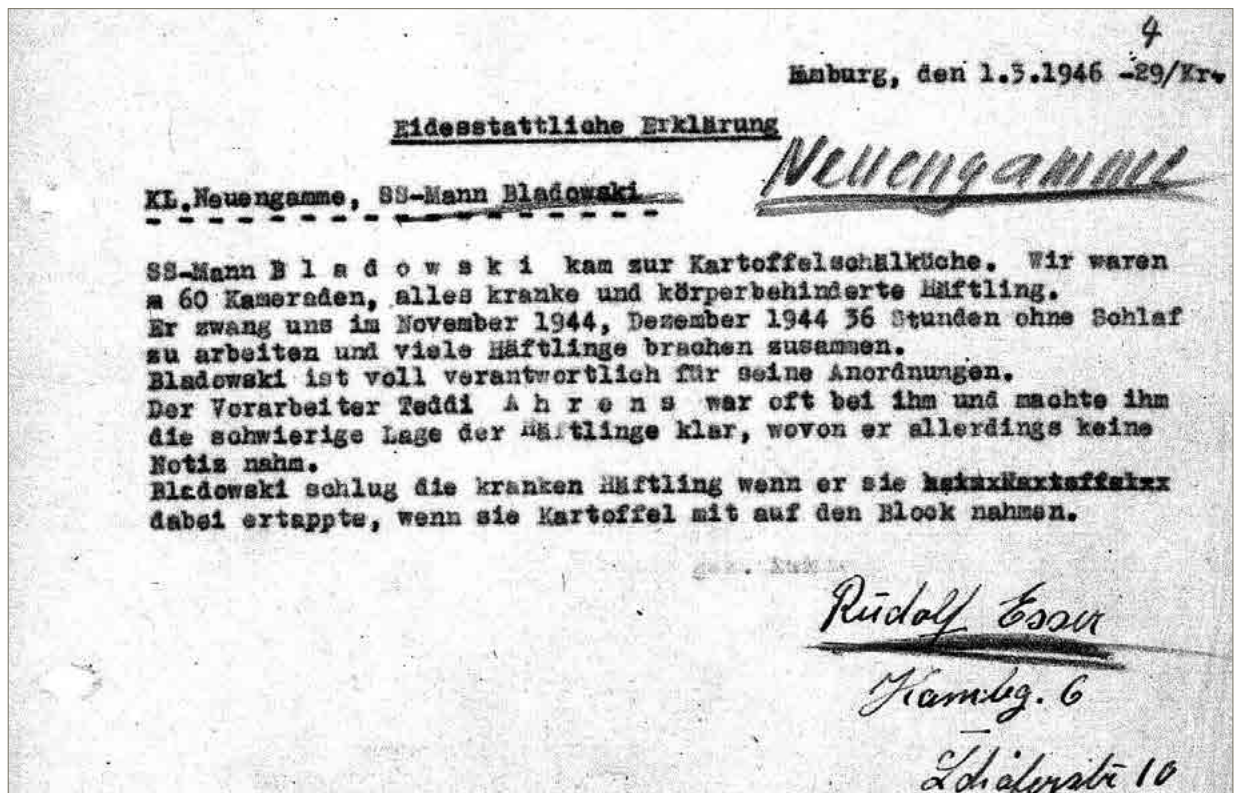 4
Hamburg, den 1.3.1946 -29/Kr.
Eidesstattliche Erklärung
Neuengamme
KL.Neuengamme, SS-Mann Bladowski
SS-Mann B l a d o w s k i kam zur Kartoffelschälküche. Wir waren
60 Kameraden, alles kranke und körperbehinderte Häftling.
Er zwang uns im November 1944, Dezember 1944 36 Stunden ohne Schlaf
zu arbeiten und viele Häftlinge brachen zusammen.
Bladowski ist voll verantwortlich für seine Anordnungen.
Der Vorarbeiter Teddi A h r e n s war oft bei ihm und machte ihm
die schwierige Lage der Häftlinge klar, wovon er allerdings keine
Notiz nahm.
Bladowski schlug die kranken Häftling wenn er sie
dabei ertappte, wenn sie Kartoffel mit auf den Block nahmen.
gez.
Rudolf Esser
Hambg. 6
Schäferstr 10